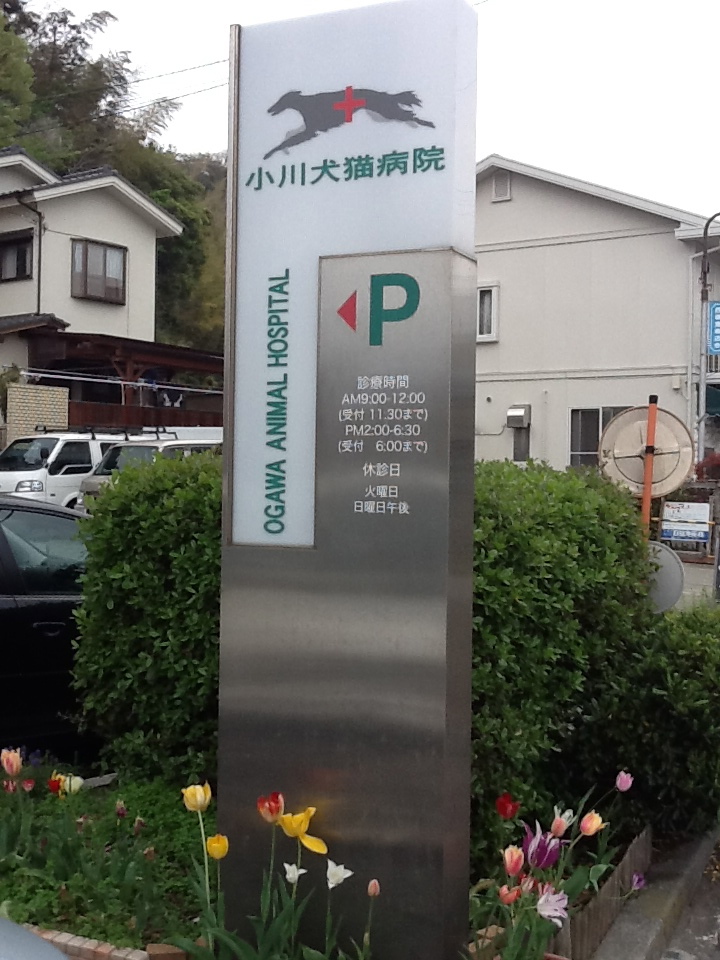 小川犬猫病院
OGAWA ANIMAL HOSPITAL
P
診療時間
AM9:00-12:00
(受付 11.30まで)
PM2:00-6:30
(受付 6:00まで)
休診日
火曜日
日曜日午後